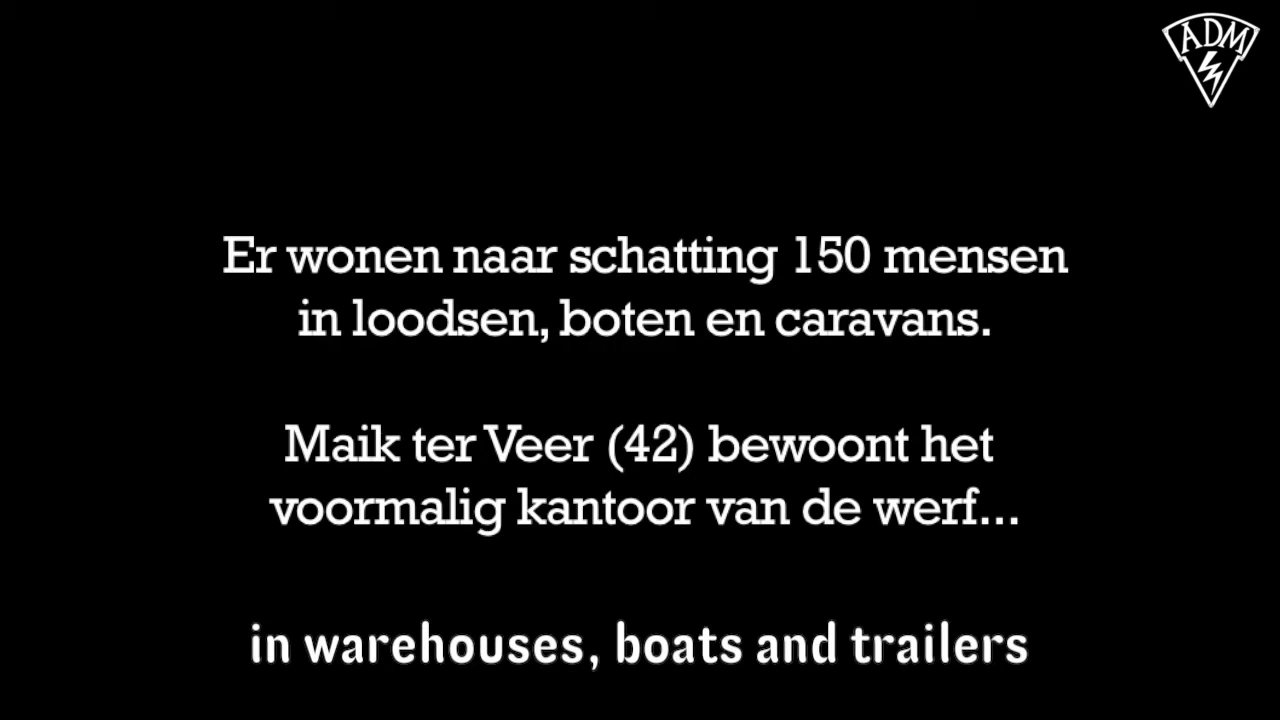 ADM
Er wonen naar schatting 150 mensen
in loodsen, boten en caravans.
Maik ter Veer (42) bewoont het
voormalig kantoor van de werf...
in warehouses, boats and trailers